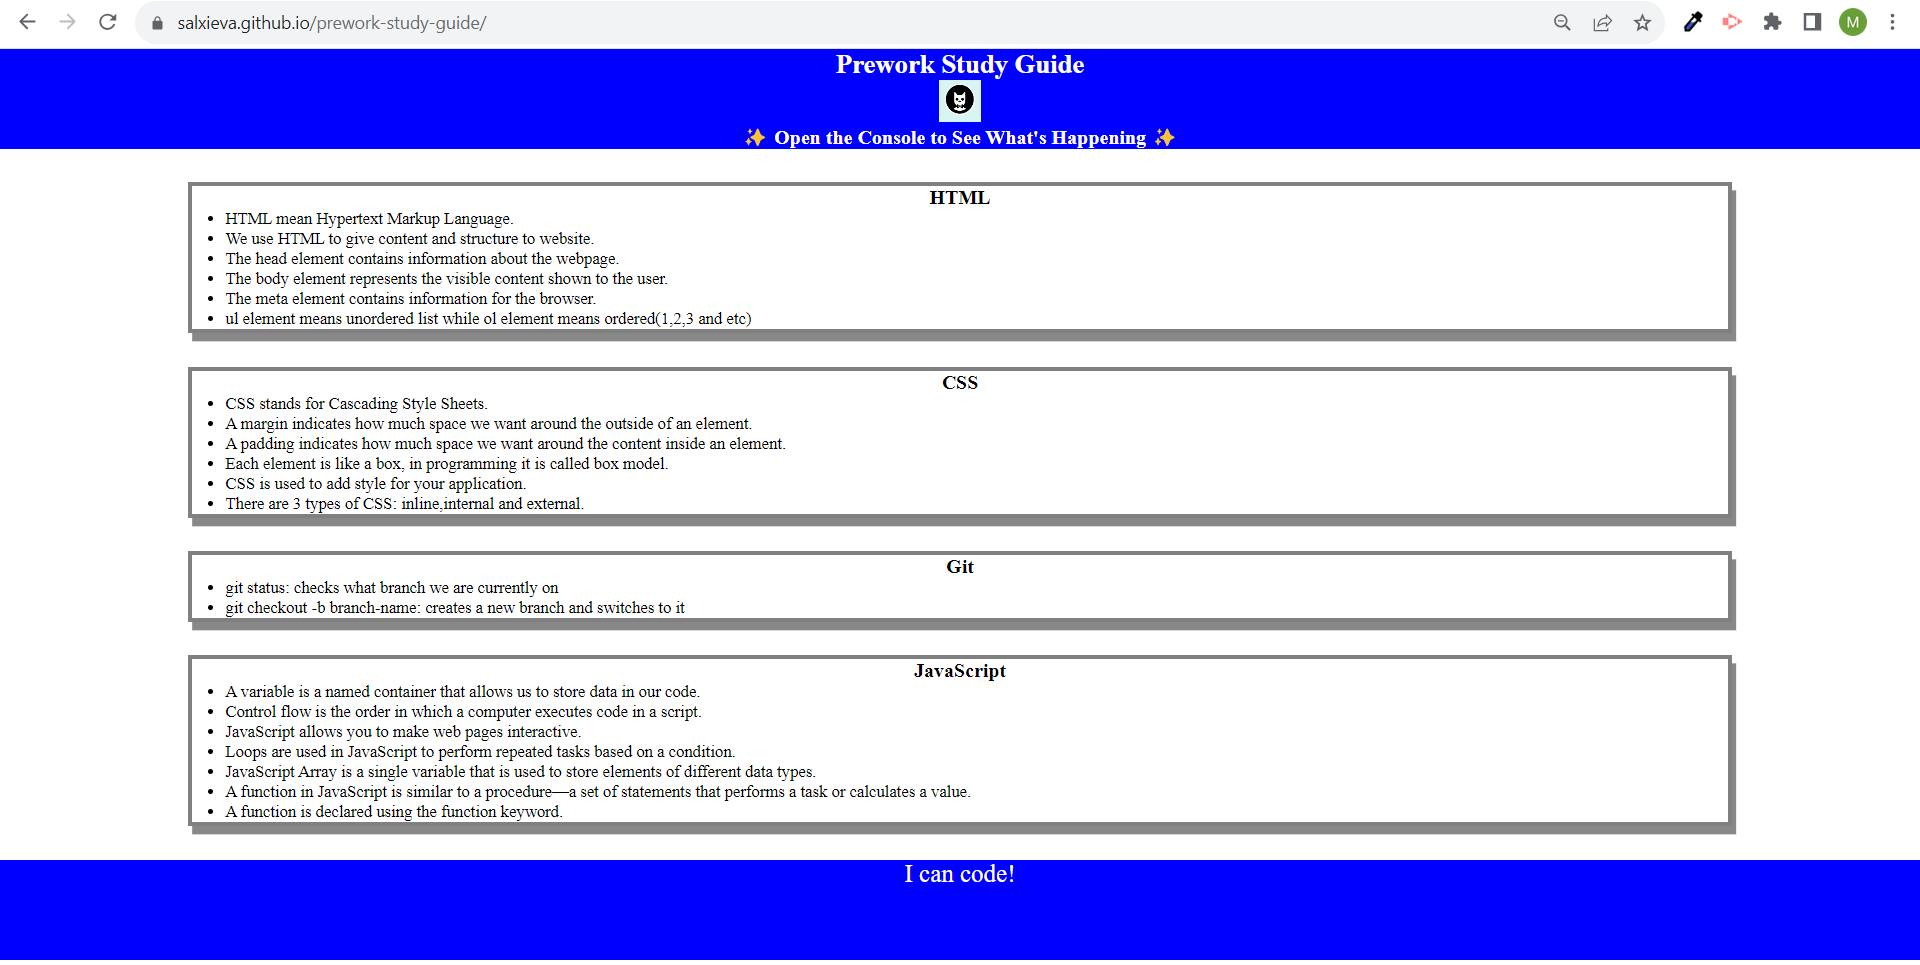 salxieva.github.io/prework-study-guide/
M
Prework Study Guide
✨ Open the Console to See What's Happening ✨
HTML
• HTML mean Hypertext Markup Language.
• We use HTML to give content and structure to website.
• The head element contains information about the webpage.
• The body element represents the visible content shown to the user.
• The meta element contains information for the browser.
• ul element means unordered list while ol element means ordered(1,2,3 and etc)
CSS
• CSS stands for Cascading Style Sheets.
• A margin indicates how much space we want around the outside of an element.
• A padding indicates how much space we want around the content inside an element.
• Each element is like a box, in programming it is called box model.
• CSS is used to add style for your application.
• There are 3 types of CSS: inline,internal and external.
Git
• git status: checks what branch we are currently on
• git checkout -b branch-name: creates a new branch and switches to it
JavaScript
• A variable is a named container that allows us to store data in our code.
• Control flow is the order in which a computer executes code in a script.
• JavaScript allows you to make web pages interactive.
• Loops are used in JavaScript to perform repeated tasks based on a condition.
• JavaScript Array is a single variable that is used to store elements of different data types.
• A function in JavaScript is similar to a procedure—a set of statements that performs a task or calculates a value.
• A function is declared using the function keyword.
I can code!